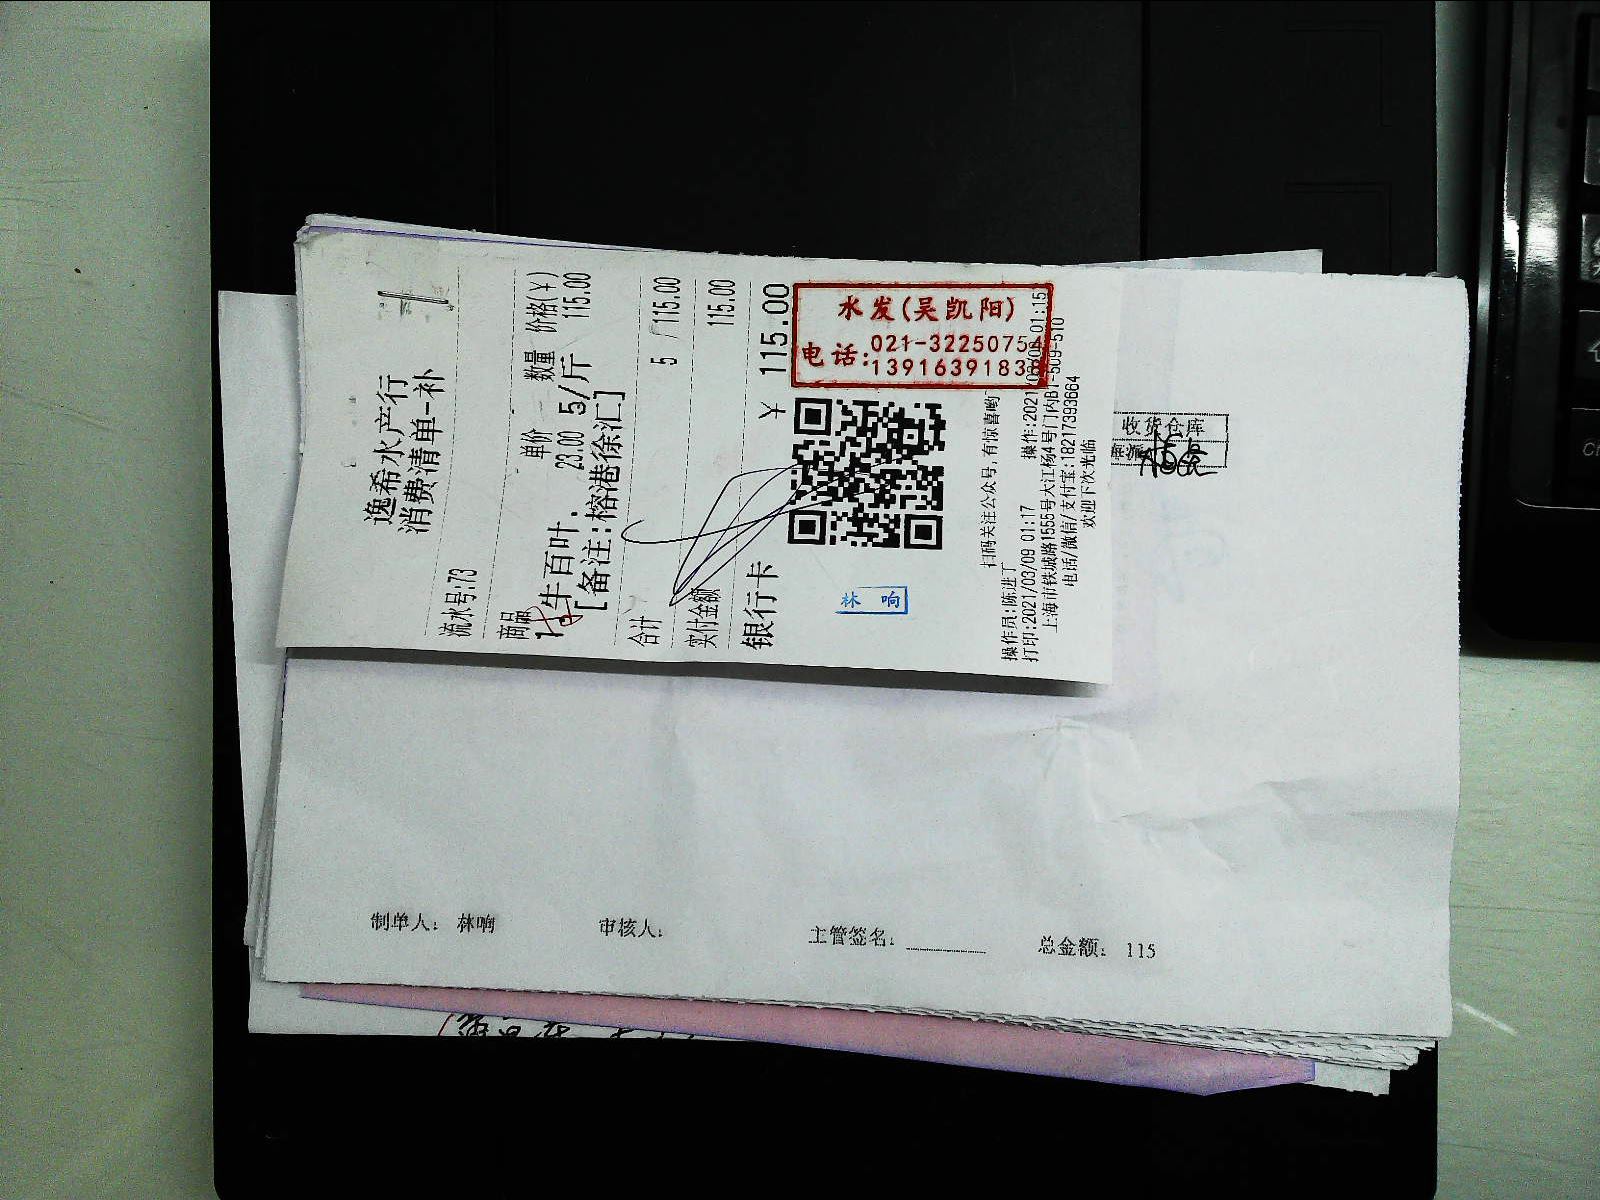 逸希水产行
消费清单-补
流水号:73
商品 单价 数量 价格(¥)
1.牛百叶. 23.00 5/斤 115.00
[备注:榕港徐汇]
合计 5 /115.00
实付金额 115.00
银行卡 ¥ 115.00
水发(吴凯阳)
电话:021-3225075
1391639183
林响
扫码关注公众号,有惊喜哟
操作员:陈进丁
打印:2021/03/09 01:17
上海市铁城路1555号大江杨4号门内B1-509-510
电话/微信/支付宝:18217393664
欢迎下次光临
收货仓库
制单人: 林响 审核人: 主管签名: 总金额: 115